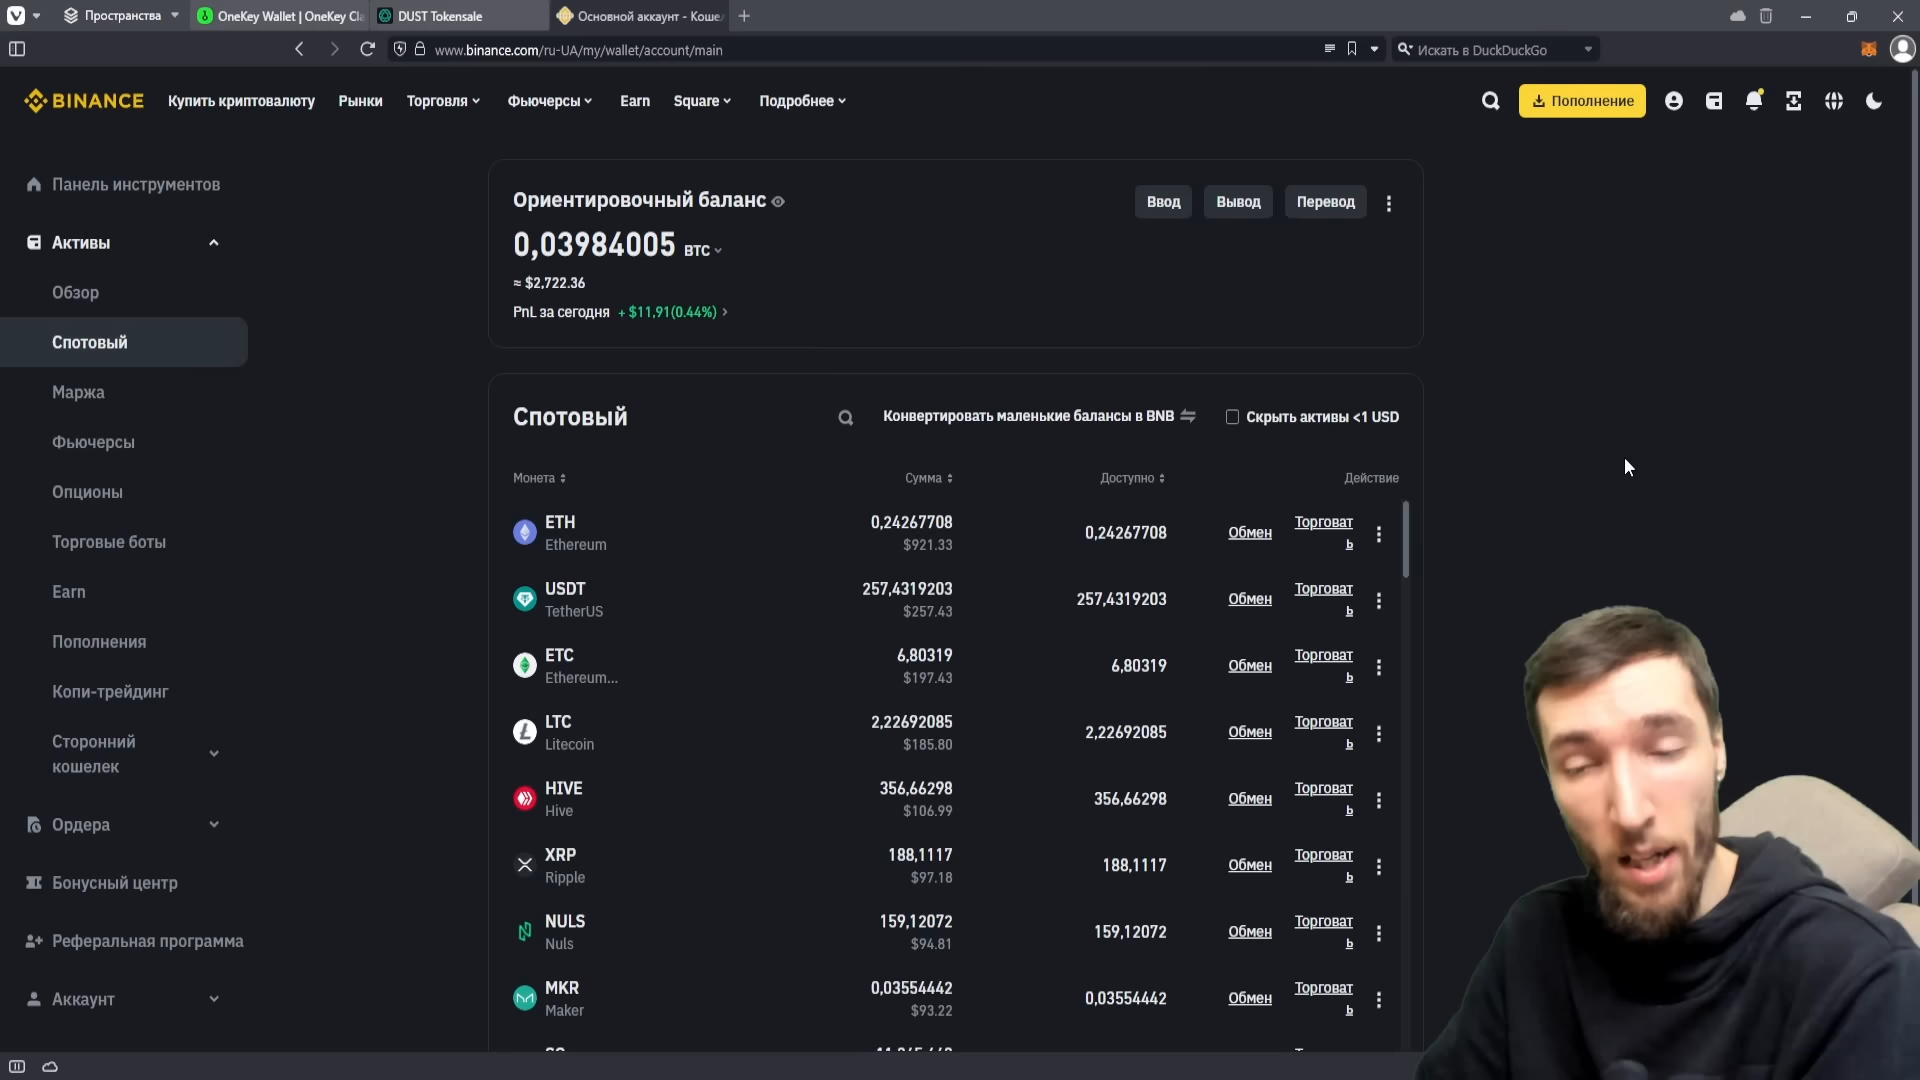 Пространства
OneKey Wallet | OneKey Cl
DUST Tokensale
Основной аккаунт - Коше
www.binance.com/ru-UA/my/wallet/account/main
Искать в DuckDuckGo
BINANCE
Купить криптовалюту
Рынки
Торговля
Фьючерсы
Earn
Square
Подробнее
Пополнение
Панель инструментов
Активы
Обзор
Спотовый
Маржа
Фьючерсы
Опционы
Торговые боты
Earn
Пополнения
Копи-трейдинг
Сторонний
кошелек
Ордера
Бонусный центр
Реферальная программа
Аккаунт
Ориентировочный баланс
Ввод
Вывод
Перевод
0,03984005 BTC
≈ $2,722.36
PnL за сегодня + $11,91(0.44%)
Спотовый
Конвертировать маленькие балансы в BNB
Скрыть активы <1 USD
Монета
Сумма
Доступно
Действие
ETH
Ethereum
0,24267708
$921.33
0,24267708
Обмен
Торговат
ь
USDT
TetherUS
257,4319203
$257.43
257,4319203
Обмен
Торговат
ь
ETC
Ethereum...
6,80319
$197.43
6,80319
Обмен
Торговат
ь
LTC
Litecoin
2,22692085
$185.80
2,22692085
Обмен
Торговат
ь
HIVE
Hive
356,66298
$106.99
356,66298
Обмен
Торговат
ь
XRP
Ripple
188,1117
$97.18
188,1117
Обмен
Торговат
ь
NULS
Nuls
159,12072
$94.81
159,12072
Обмен
Торговат
ь
MKR
Maker
0,03554442
$93.22
0,03554442
Обмен
Торговат
ь